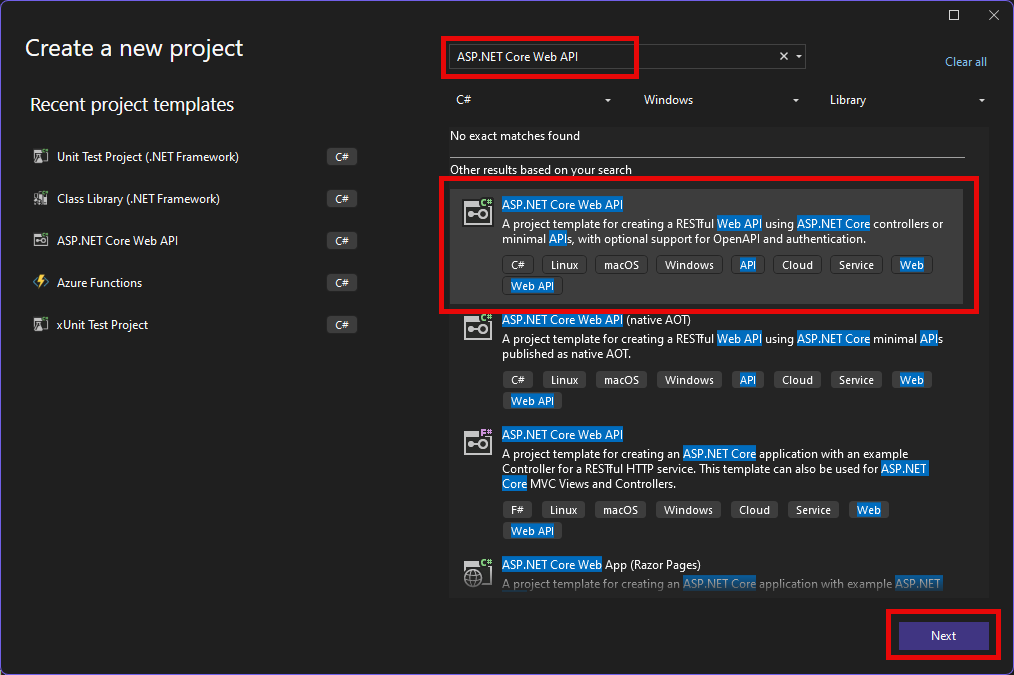 Create a new project
Recent project templates
Unit Test Project (.NET Framework) C#
Class Library (.NET Framework) C#
ASP.NET Core Web API C#
Azure Functions C#
xUnit Test Project C#
ASP.NET Core Web API
Clear all
C# Windows Library
No exact matches found
Other results based on your search
C#
ASP.NET Core Web API
A project template for creating a RESTful Web API using ASP.NET Core controllers or
minimal APIs, with optional support for OpenAPI and authentication.
C# Linux macOS Windows API Cloud Service Web
Web API
C#
ASP.NET Core Web API (native AOT)
A project template for creating a RESTful Web API using ASP.NET Core minimal APIs
published as native AOT.
C# Linux macOS Windows API Cloud Service Web
Web API
F#
ASP.NET Core Web API
A project template for creating an ASP.NET Core application with an example
Controller for a RESTful HTTP service. This template can also be used for ASP.NET
Core MVC Views and Controllers.
F# Linux macOS Windows Cloud Service Web
Web API
C#
ASP.NET Core Web App (Razor Pages)
A project template for creating an ASP.NET Core application with example ASP.NET
Next